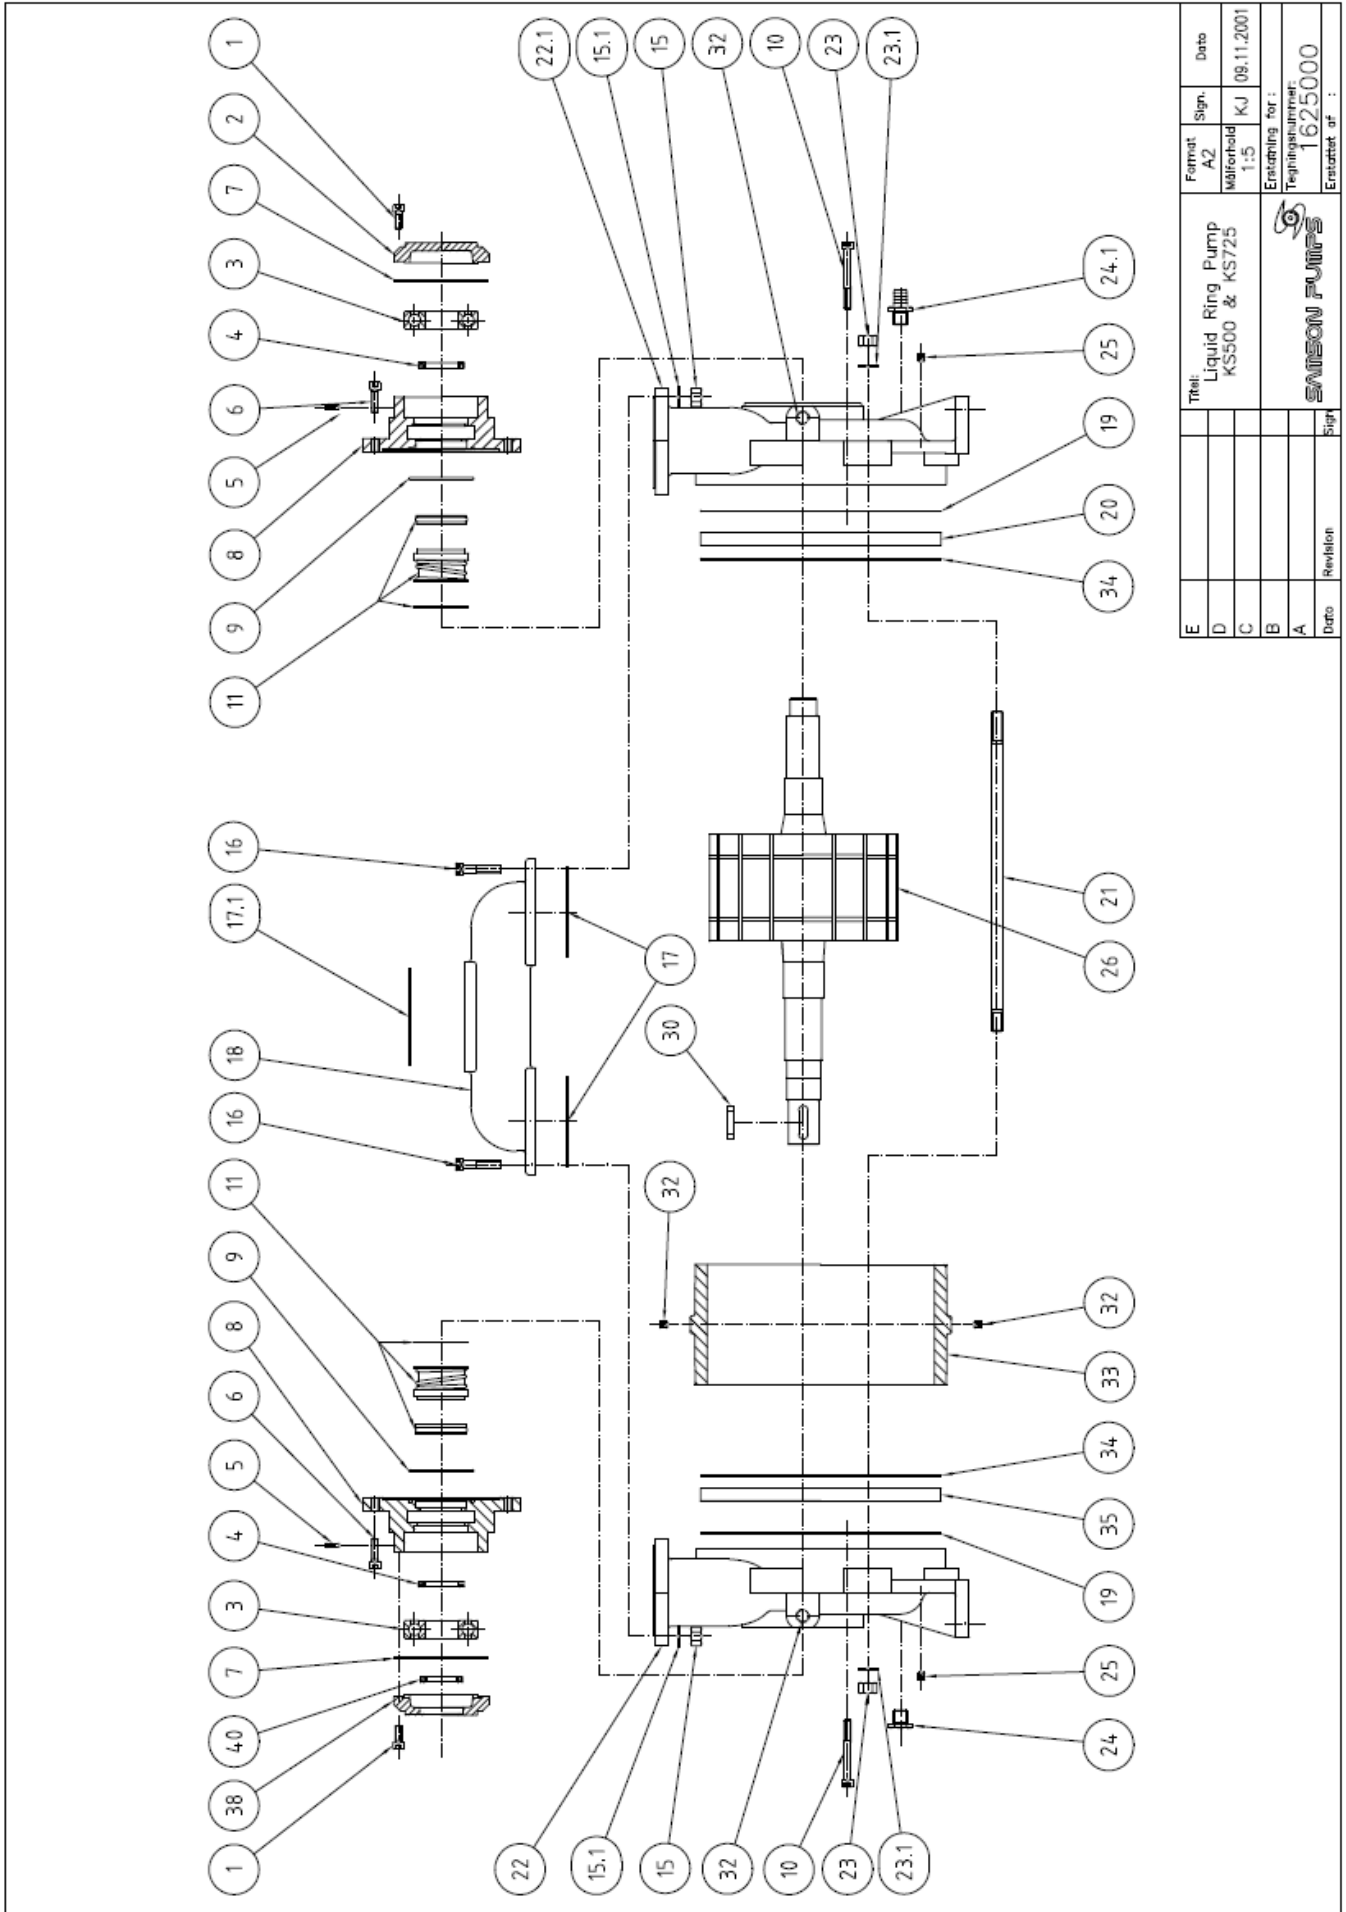 1 38 40 7 3 4 5 6 8 9 11 16 18 17.1 16 11 9 8 5 6 4 3 7 2 1
22 22.1
15.1 15.1
15 32 30 17 15
32 32
10 10
23 23
23.1 23.1
24 25 19 35 34 33 32 26 21 34 20 19 25 24.1
E
D
C
B
A
Dato Revision Sign
Titel:
Liquid Ring Pump
KS500 & KS725
SAMSON PUMPS
Format Sign. Dato
A2
Målforhold KJ 09.11.2001
1:5
Erstatning for :
Tegningsnummer:
1625000
Erstattet af :